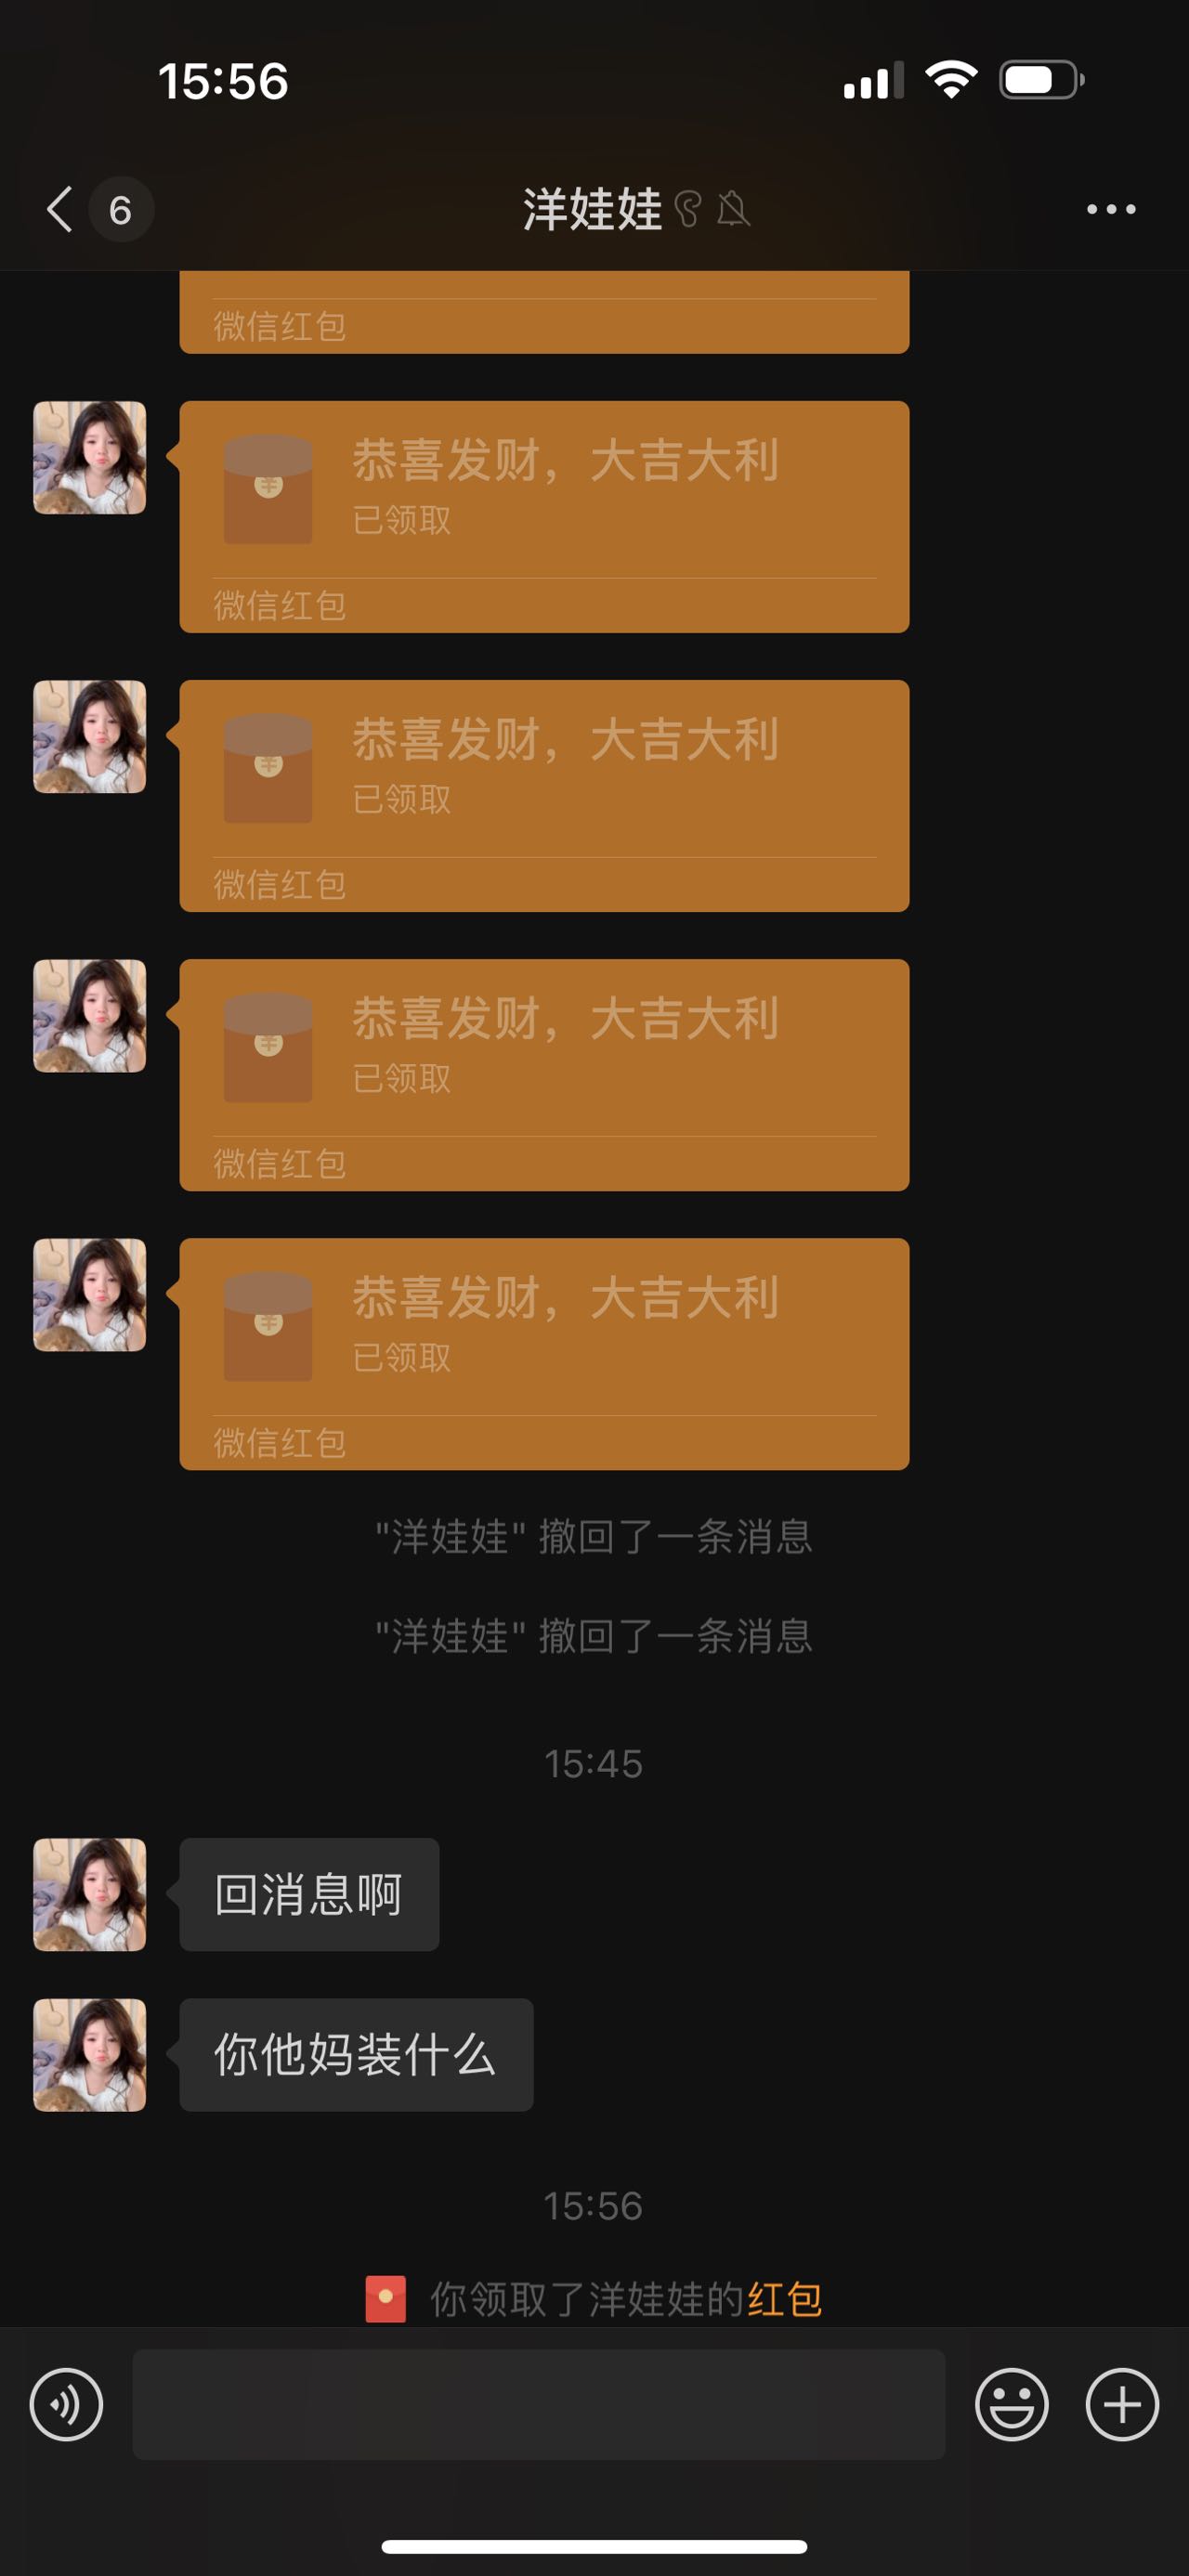 15:56
6
洋娃娃
微信红包
恭喜发财，大吉大利
已领取
微信红包
恭喜发财，大吉大利
已领取
微信红包
恭喜发财，大吉大利
已领取
微信红包
恭喜发财，大吉大利
已领取
微信红包
"洋娃娃" 撤回了一条消息
"洋娃娃" 撤回了一条消息
15:45
回消息啊
你他妈装什么
15:56
你领取了洋娃娃的红包